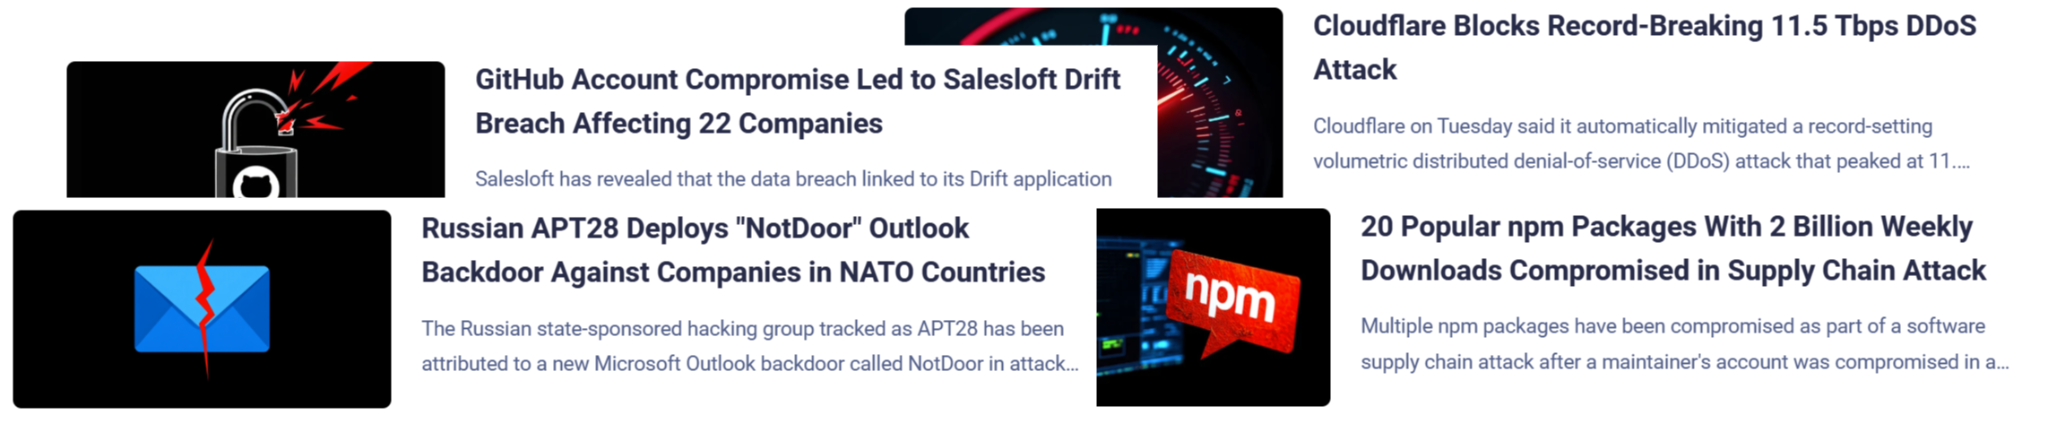 GitHub Account Compromise Led to Salesloft Drift
Breach Affecting 22 Companies
Salesloft has revealed that the data breach linked to its Drift application
Cloudflare Blocks Record-Breaking 11.5 Tbps DDoS
Attack
Cloudflare on Tuesday said it automatically mitigated a record-setting
volumetric distributed denial-of-service (DDoS) attack that peaked at 11....
Russian APT28 Deploys "NotDoor" Outlook
Backdoor Against Companies in NATO Countries
The Russian state-sponsored hacking group tracked as APT28 has been
attributed to a new Microsoft Outlook backdoor called NotDoor in attack...
npm
20 Popular npm Packages With 2 Billion Weekly
Downloads Compromised in Supply Chain Attack
Multiple npm packages have been compromised as part of a software
supply chain attack after a maintainer's account was compromised in a...